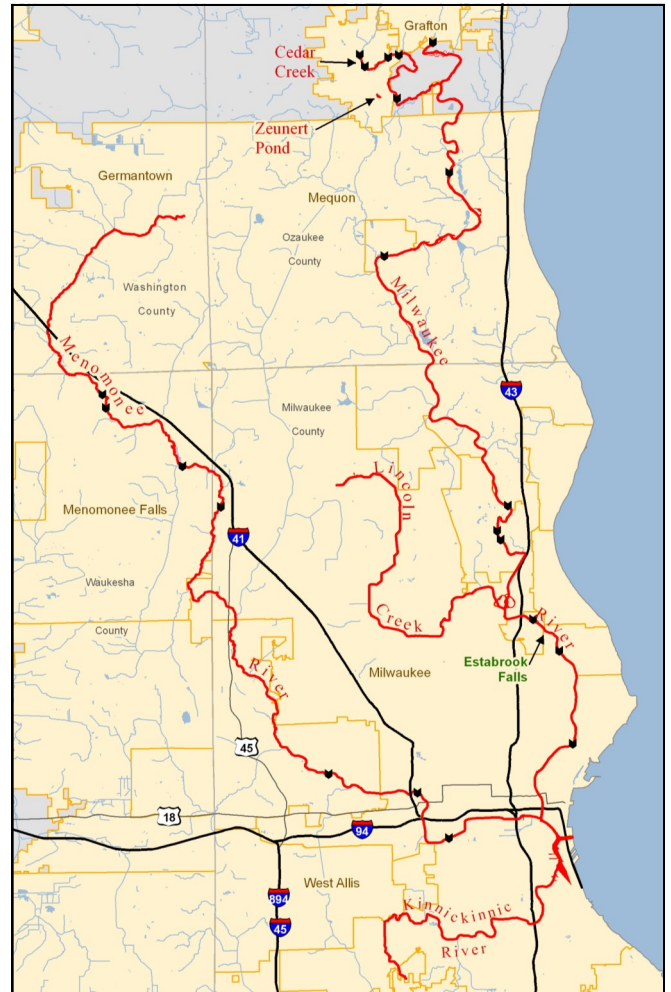 Grafton
Cedar
Creek
Zeunert
Pond
Germantown
Mequon
Ozaukee
County
Washington
County
Milwaukee
Menomonee
43
Milwaukee
County
Lincoln
Menomonee Falls
41
Waukesha
County
Creek
River
Estabrook
Falls
Milwaukee
River
45
18
94
West Allis
894
45
Kinnickinnic
River